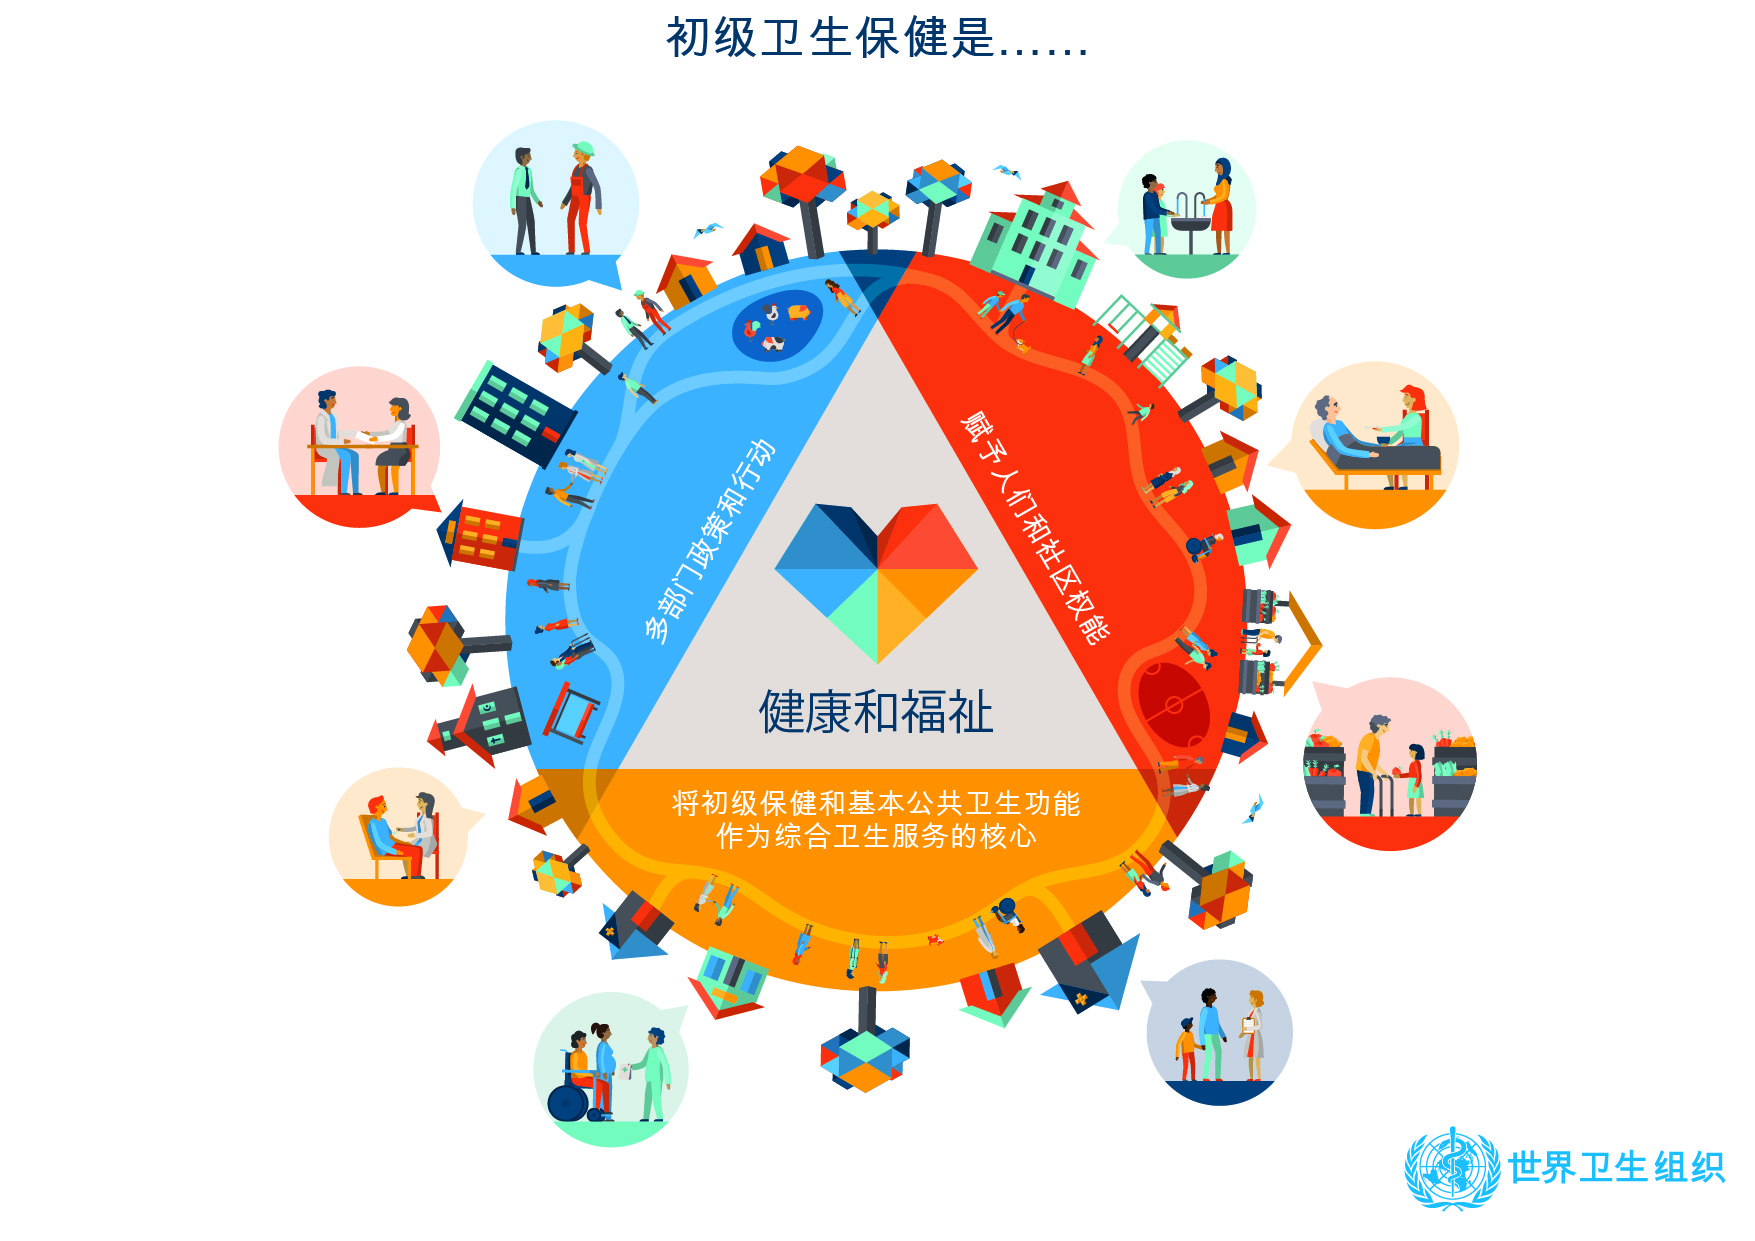 初级卫生保健是……
多部门政策和行动
赋予人们和社区权能
健康和福祉
将初级保健和基本公共卫生功能
作为综合卫生服务的核心
世界卫生组织